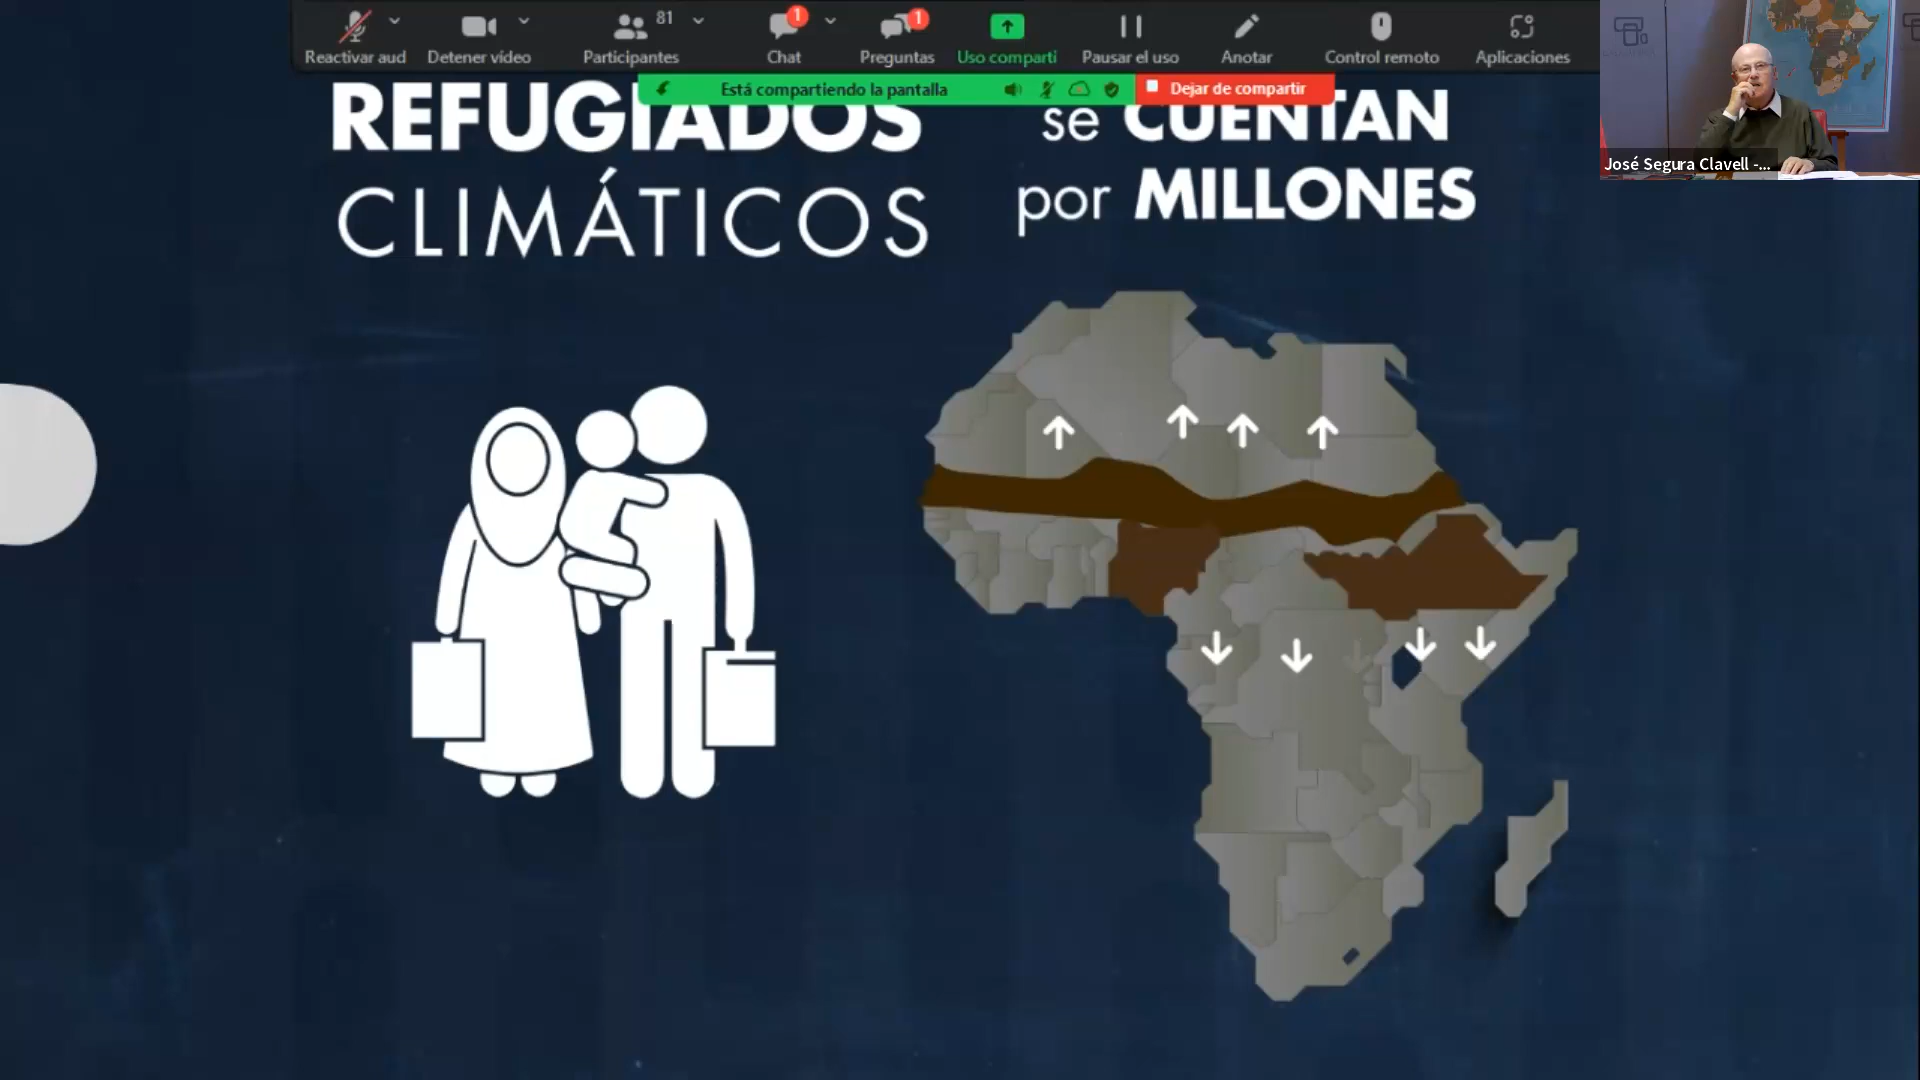 81
1
1
Reactivar aud
Detener vídeo
Participantes
Chat
Preguntas
Uso comparti
Pausar el uso
Anotar
Control remoto
Aplicaciones
Está compartiendo la pantalla
Dejar de compartir
José Segura Clavell -...
REFUGIADOS
CLIMÁTICOS
se CUENTAN
por MILLONES